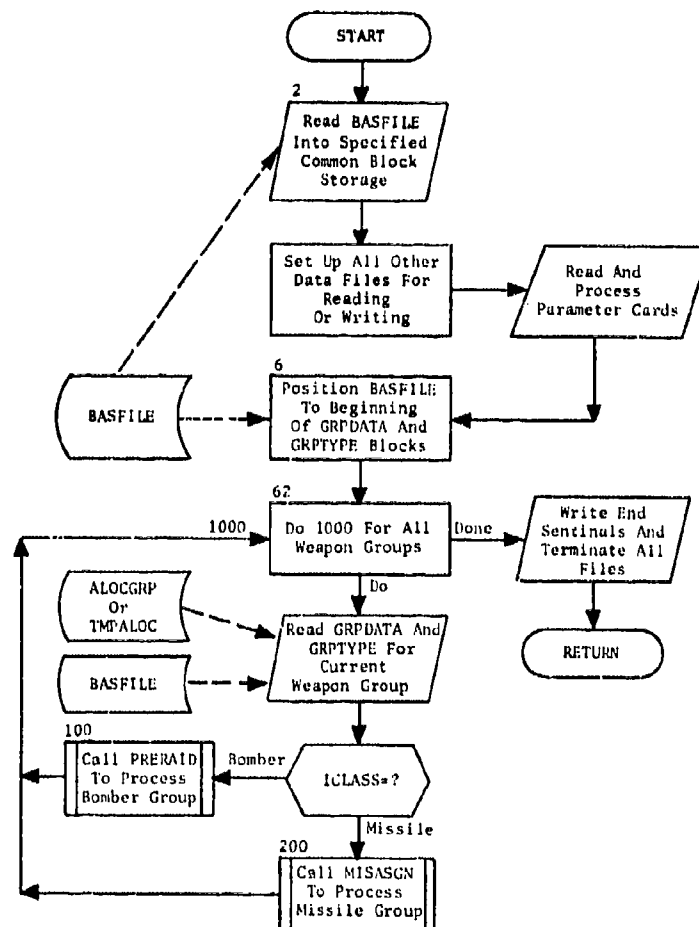 START
2
Read BASFILE
Into Specified
Common Block
Storage
Set Up All Other
Data Files For
Reading
Or Writing
Read And
Process
Parameter Cards
BASFILE
6
Position BASFILE
To Beginning
Of GRPDATA And
GRPTYPE Blocks
62
1000
Do 1000 For All
Weapon Groups
Done
Write End
Sentinals And
Terminate All
Files
Do
ALOCGRP
Or
TMPALOC
Read GRPDATA And
GRPTYPE For
Current
Weapon Group
RETURN
BASFILE
100
Call PRERAID
To Process
Bomber Group
Bomber
ICLASS=?
Missile
200
Call MISASGN
To Process
Missile Group